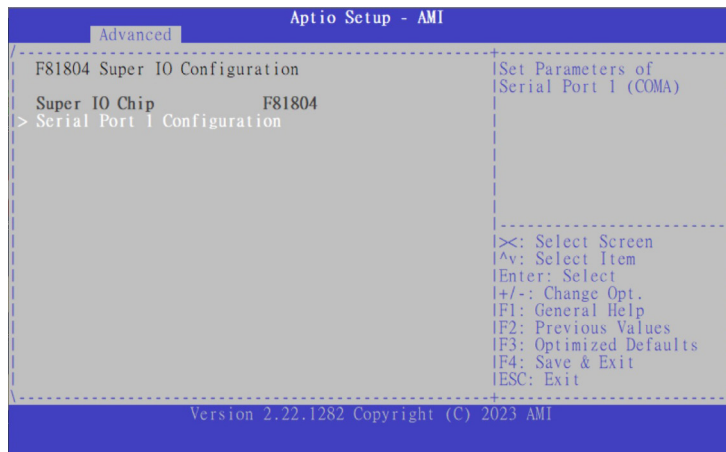 Aptio Setup - AMI
Advanced
F81804 Super IO Configuration
Super IO Chip F81804
> Serial Port 1 Configuration
Set Parameters of
Serial Port 1 (COMA)
><: Select Screen
^v: Select Item
Enter: Select
+/-: Change Opt.
F1: General Help
F2: Previous Values
F3: Optimized Defaults
F4: Save & Exit
ESC: Exit
Version 2.22.1282 Copyright (C) 2023 AMI